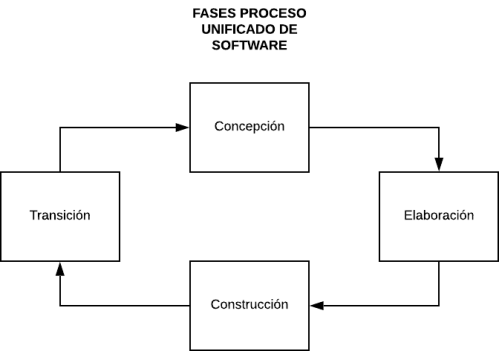 FASES PROCESO
UNIFICADO DE
SOFTWARE
Concepción
Transición
Elaboración
Construcción